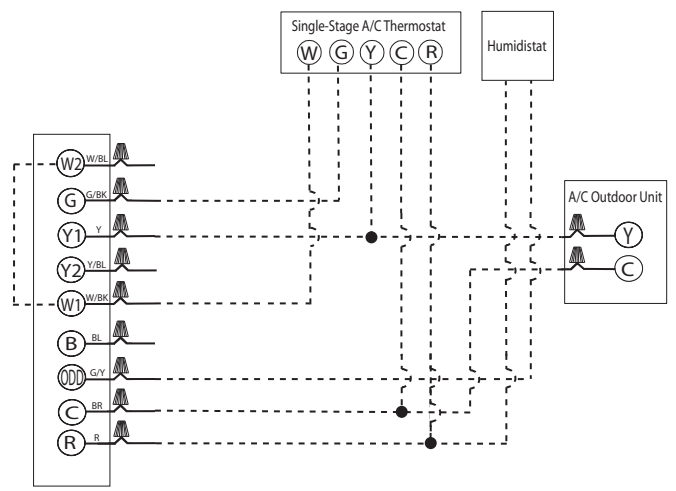 Single-Stage A/C Thermostat
W G Y C R
Humidistat
W2 W/BL
G G/BK
Y1 Y
Y2 Y/BL
W1 W/BK
B BL
ODD G/Y
C BR
R R
A/C Outdoor Unit
Y
C